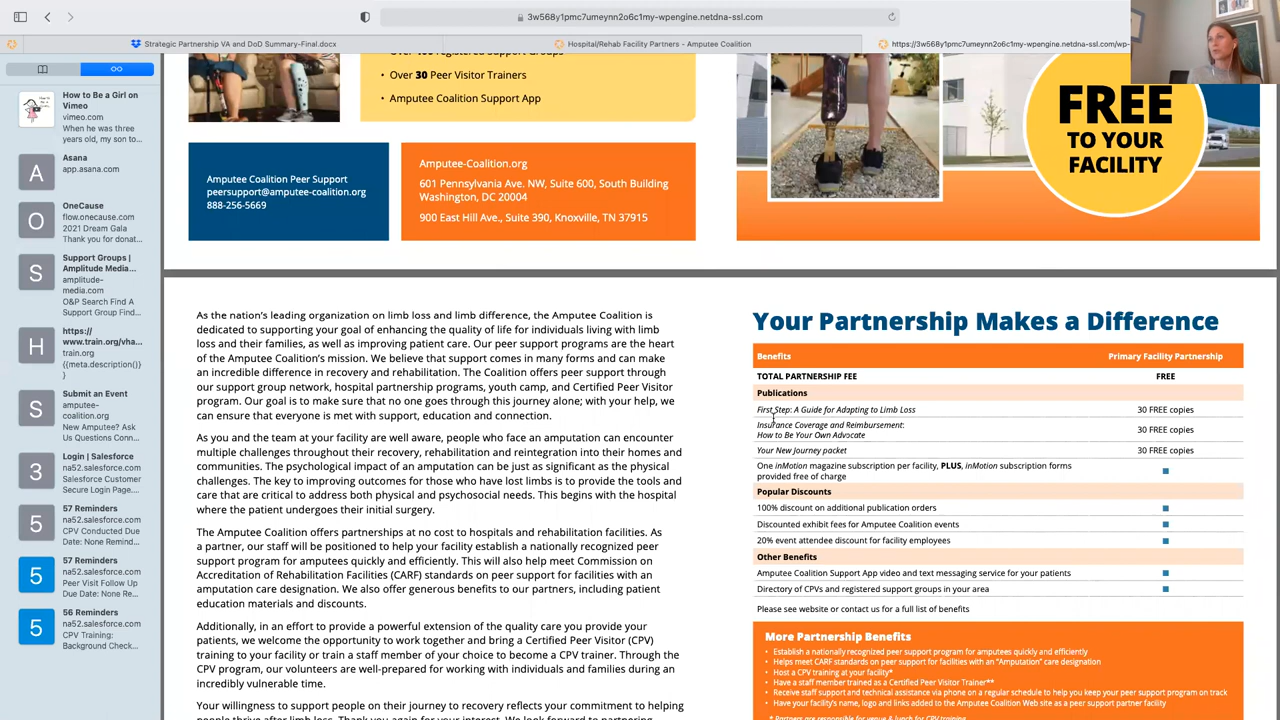 3w568y1pmc7umeynn2o6c1my-wpengine.netdna-ssl.com
Strategic Partnership VA and DoD Summary-Final.docx
Hospital/Rehab Facility Partners - Amputee Coalition
https://3w568y1pmc7umeynn2o6c1my-wpengine.netdna-ssl.com/wp-
How to Be a Girl on
Vimeo
vimeo.com
When he was three
years old, my son to...
A
Asana
app.asana.com
O
OneCause
flow.onecause.com
2021 Dream Gala
Thank you for donat...
S
Support Groups |
Amplitude Media...
amplitude-
media.com
O&P Search Find A
Support Group Find...
H
https://
www.train.org/vha...
train.org
{{meta.description()}
}
S
Submit an Event
amputee-
coalition.org
New Amputee? Ask
Us Questions Conn...
3
Login | Salesforce
na52.salesforce.com
Salesforce Customer
Secure Login Page....
5
57 Reminders
na52.salesforce.com
CPV Conducted Due
Date: None Remind...
5
57 Reminders
na52.salesforce.com
Peer Visit Follow Up
Due Date: None Re...
5
56 Reminders
na52.salesforce.com
CPV Training:
Background Check...
• Over 30 Peer Visitor Trainers
• Amputee Coalition Support App
Amputee Coalition Peer Support
peersupport@amputee-coalition.org
888-256-5669
Amputee-Coalition.org
601 Pennsylvania Ave. NW, Suite 600, South Building
Washington, DC 20004
900 East Hill Ave., Suite 390, Knoxville, TN 37915
FREE
TO YOUR
FACILITY
As the nation's leading organization on limb loss and limb difference, the Amputee Coalition is
dedicated to supporting your goal of enhancing the quality of life for individuals living with limb
loss and their families, as well as improving patient care. Our peer support programs are the heart
of the Amputee Coalition's mission. We believe that support comes in many forms and can make
an incredible difference in recovery and rehabilitation. The Coalition offers peer support through
our support group network, hospital partnership programs, youth camp, and Certified Peer Visitor
program. Our goal is to make sure that no one goes through this journey alone; with your help, we
can ensure that everyone is met with support, education and connection.
As you and the team at your facility are well aware, people who face an amputation can encounter
multiple challenges throughout their recovery, rehabilitation and reintegration into their homes and
communities. The psychological impact of an amputation can be just as significant as the physical
challenges. The key to improving outcomes for those who have lost limbs is to provide the tools and
care that are critical to address both physical and psychosocial needs. This begins with the hospital
where the patient undergoes their initial surgery.
The Amputee Coalition offers partnerships at no cost to hospitals and rehabilitation facilities. As
a partner, our staff will be positioned to help your facility establish a nationally recognized peer
support program for amputees quickly and efficiently. This will also help meet Commission on
Accreditation of Rehabilitation Facilities (CARF) standards on peer support for facilities with an
amputation care designation. We also offer generous benefits to our partners, including patient
education materials and discounts.
Additionally, in an effort to provide a powerful extension of the quality care you provide your
patients, we welcome the opportunity to work together and bring a Certified Peer Visitor (CPV)
training to your facility or train a staff member of your choice to become a CPV trainer. Through the
CPV program, our volunteers are well prepared for working with individuals and families during an
incredibly vulnerable time.
Your willingness to support people on their journey to recovery reflects your commitment to helping
Your Partnership Makes a Difference
Benefits Primary Facility Partnership
TOTAL PARTNERSHIP FEE FREE
Publications
First Step: A Guide for Adapting to Limb Loss 30 FREE copies
Insurance Coverage and Reimbursement:
How to Be Your Own Advocate 30 FREE copies
Your New Journey packet 30 FREE copies
One inMotion magazine subscription per facility, PLUS, inMotion subscription forms
provided free of charge
Popular Discounts
100% discount on additional publication orders
Discounted exhibit fees for Amputee Coalition events
20% event attendee discount for facility employees
Other Benefits
Amputee Coalition Support App video and text messaging service for your patients
Directory of CPVs and registered support groups in your area
Please see website or contact us for a full list of benefits
More Partnership Benefits
• Establish a nationally recognized peer support program for amputees quickly and efficiently
• Helps meet CARF standards on peer support for facilities with an "Amputation" care designation
• Host a CPV training at your facility*
• Have a staff member trained as a Certified Peer Visitor Trainer**
• Receive staff support and technical assistance via phone on a regular schedule to help you keep your peer support program on track
• Have your facility's name, logo and links added to the Amputee Coalition Web site as a peer support partner facility